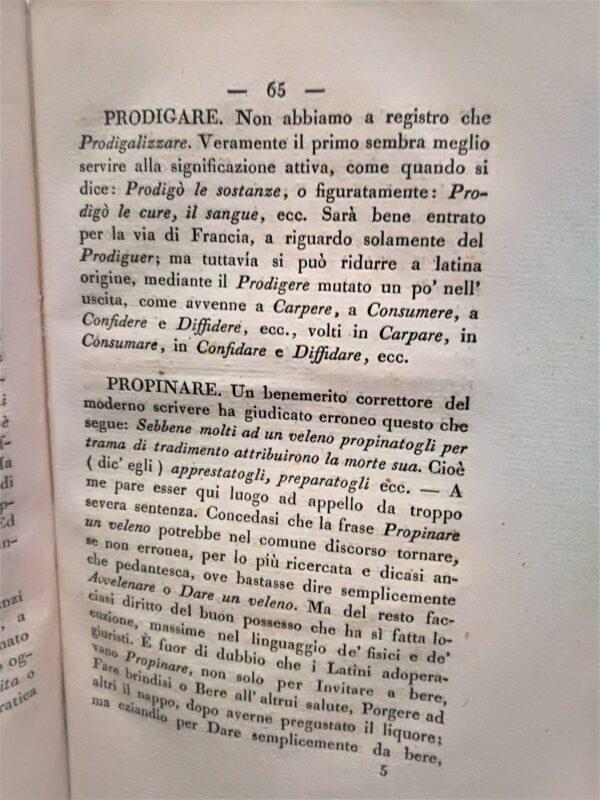 — 65 —
PRODIGARE. Non abbiamo a registro che
Prodigalizzare. Veramente il primo sembra meglio
servire alla significazione attiva, come quando si
dice: Prodigò le sostanze, o figuratamente: Pro-
digò le cure, il sangue, ecc. Sarà bene entrato
per la via di Francia, a riguardo solamente del
Prodiguer; ma tuttavía si può ridurre a latina
origine, mediante il Prodigere mutato un po' nell'
uscita, come avvenne a Carpere, a Consumere, a
Confidere e Diffidere, ecc., volti in Carpare, in
Consumare, in Confidare e Diffidare, ecc.
PROPINARE. Un benemerito correttore del
moderno scrivere ha giudicato erroneo questo che
segue: Sebbene molti ad un veleno propinatogli per
trama di tradimento attribuirono la morte sua. Cioè
( dic' egli ) apprestatogli, preparatogli ecc. — A
me pare esser qui luogo ad appello da troppo
severa sentenza. Concedasi che la frase Propinare
un veleno potrebbe nel comune discorso tornare,
se non erronea, per lo più ricercata e dicasi an-
che pedantesca, ove bastasse dire semplicemente
Avvelenare o Dare un veleno. Ma del resto fac-
ciasi diritto del buon possesso che ha sì fatta lo-
cuzione, massime nel linguaggio de' fisici e de'
giuristi. È fuor di dubbio che i Latini adopera-
vano Propinare, non solo per Invitare a bere,
Fare brindisi o Bere all' altrui salute, Porgere ad
altri il nappo, dopo averne pregustato il liquore;
ma eziandio per Dare semplicemente da bere,
5
i
è
f-
la
di
p-
Ed
n-
nzi
, a
nato
, og-
ita o
ratica